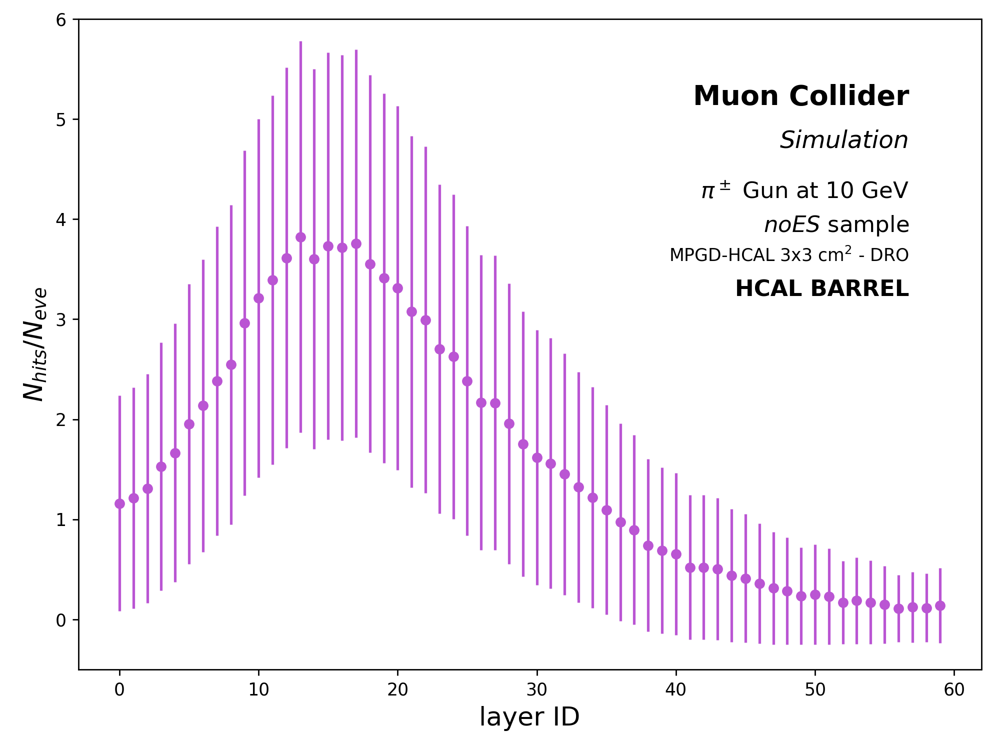 6
5
4
3
2
1
0
N_hits/N_eve
Muon Collider
Simulation
π± Gun at 10 GeV
noES sample
MPGD-HCAL 3x3 cm² - DRO
HCAL BARREL
0 10 20 30 40 50 60
layer ID